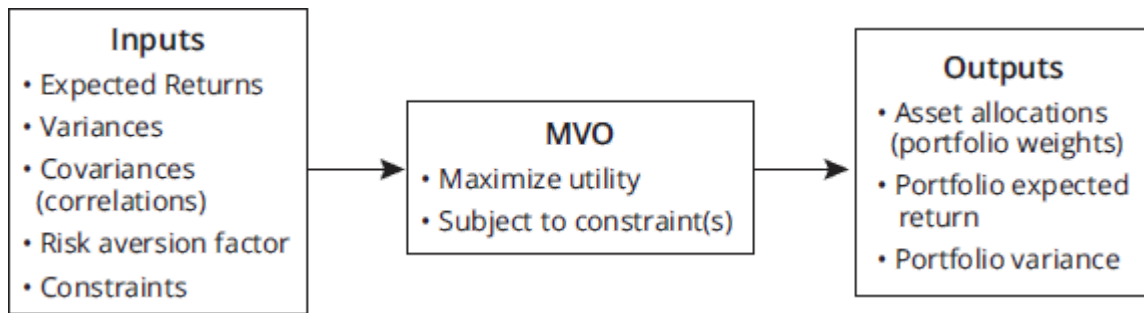 Inputs
• Expected Returns
• Variances
• Covariances
(correlations)
• Risk aversion factor
• Constraints
MVO
• Maximize utility
• Subject to constraint(s)
Outputs
• Asset allocations
(portfolio weights)
• Portfolio expected
return
• Portfolio variance